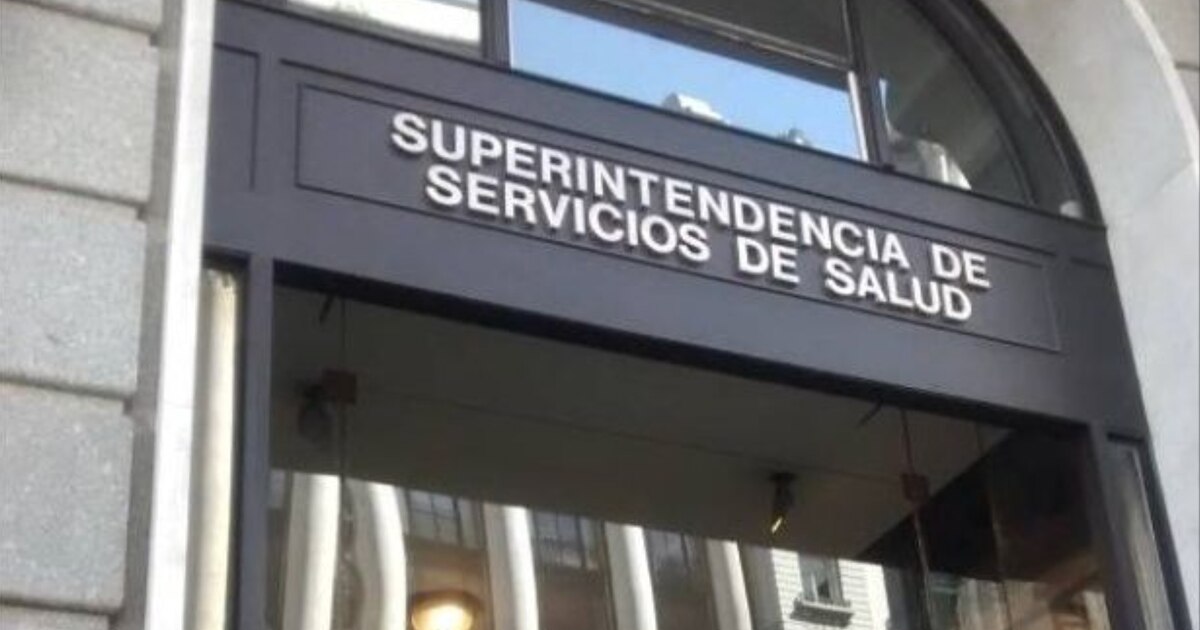 SUPERINTENDENCIA DE
SERVICIOS DE SALUD